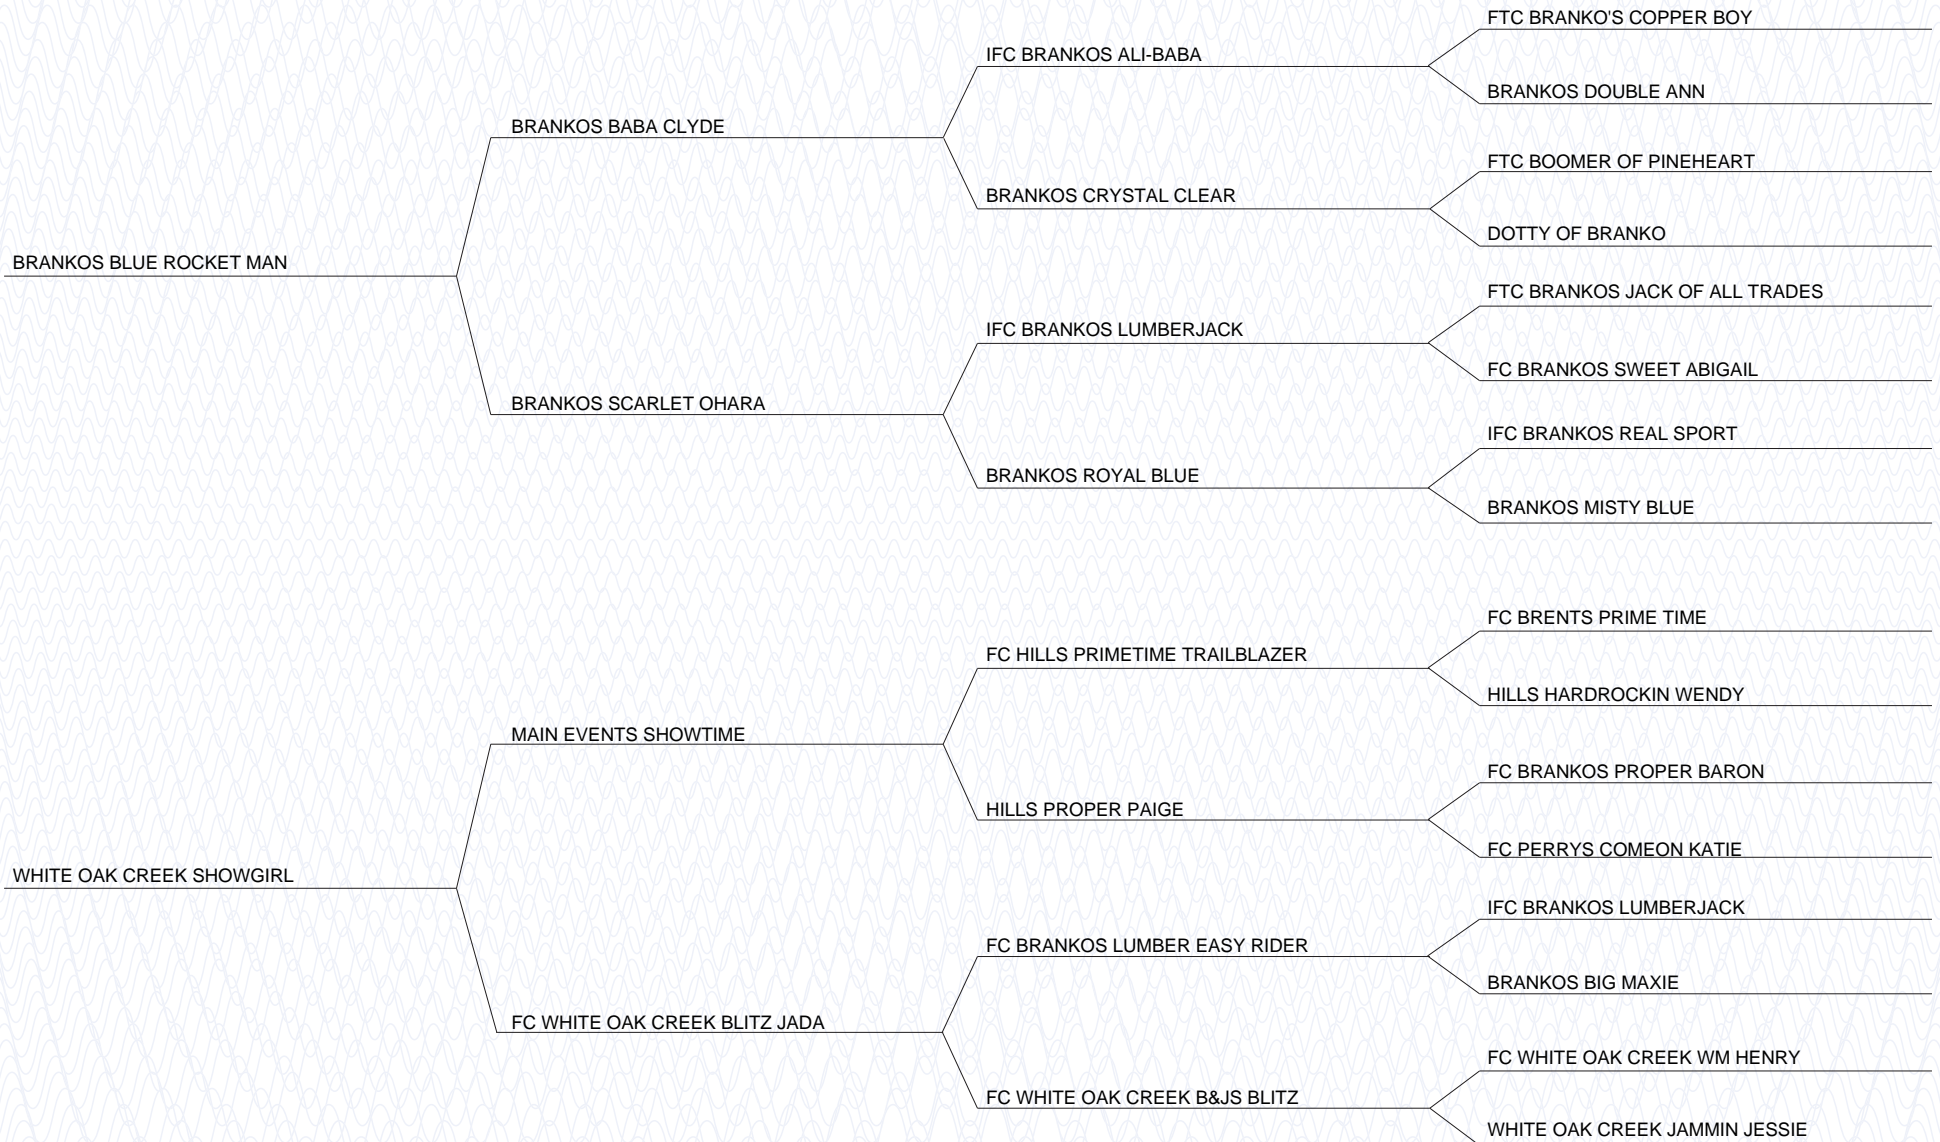 FTC BRANKO'S COPPER BOY
IFC BRANKOS ALI-BABA
BRANKOS DOUBLE ANN
BRANKOS BABA CLYDE
FTC BOOMER OF PINEHEART
BRANKOS CRYSTAL CLEAR
DOTTY OF BRANKO
BRANKOS BLUE ROCKET MAN
FTC BRANKOS JACK OF ALL TRADES
IFC BRANKOS LUMBERJACK
FC BRANKOS SWEET ABIGAIL
BRANKOS SCARLET OHARA
IFC BRANKOS REAL SPORT
BRANKOS ROYAL BLUE
BRANKOS MISTY BLUE
FC BRENTS PRIME TIME
FC HILLS PRIMETIME TRAILBLAZER
HILLS HARDROCKIN WENDY
MAIN EVENTS SHOWTIME
FC BRANKOS PROPER BARON
HILLS PROPER PAIGE
FC PERRYS COMEON KATIE
WHITE OAK CREEK SHOWGIRL
IFC BRANKOS LUMBERJACK
FC BRANKOS LUMBER EASY RIDER
BRANKOS BIG MAXIE
FC WHITE OAK CREEK BLITZ JADA
FC WHITE OAK CREEK WM HENRY
FC WHITE OAK CREEK B&JS BLITZ
WHITE OAK CREEK JAMMIN JESSIE